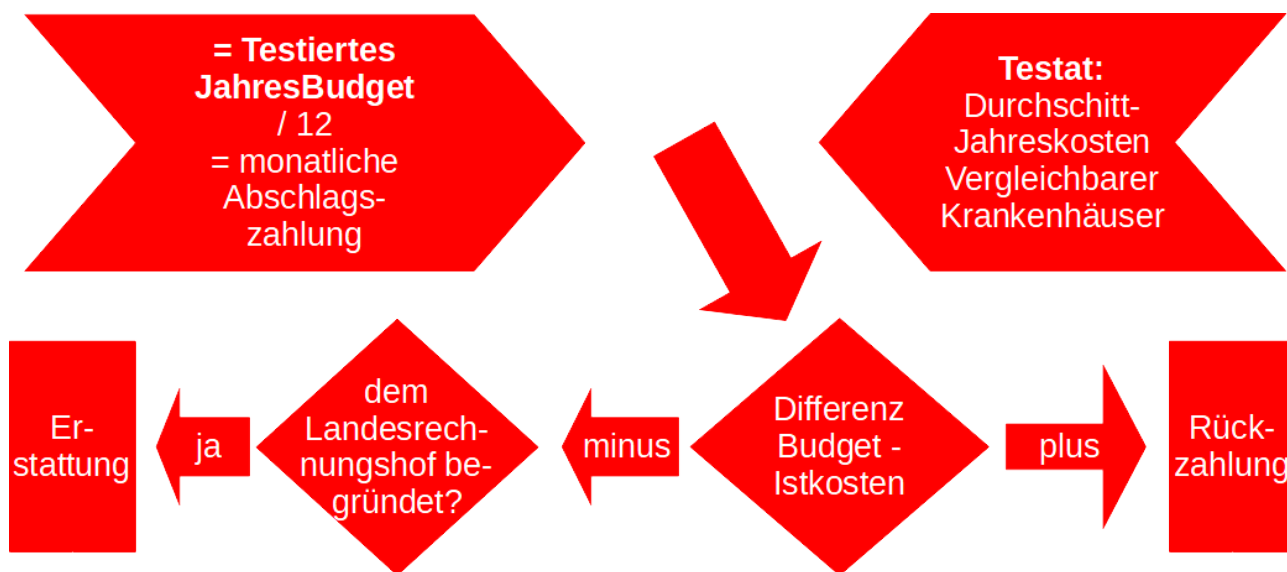 = Testiertes
JahresBudget
/ 12
= monatliche
Abschlags-
zahlung
Testat:
Durchschitt-
Jahreskosten
Vergleichbarer
Krankenhäuser
Er-
stattung
ja
dem
Landesrech-
nungshof be-
gründet?
minus
Differenz
Budget -
Istkosten
plus
Rück-
zahlung